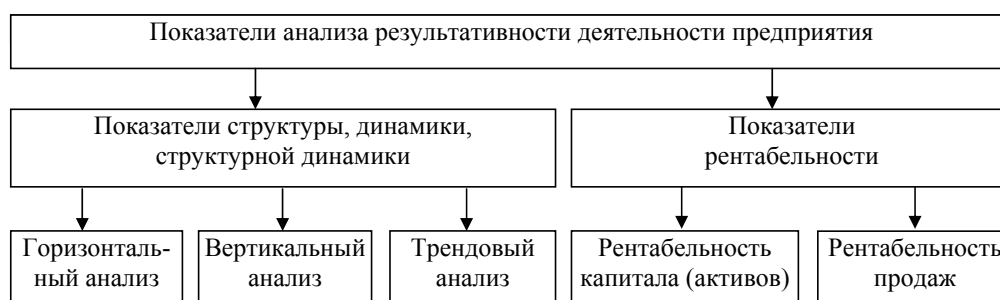 Показатели анализа результативности деятельности предприятия
Показатели структуры, динамики,
структурной динамики
Показатели
рентабельности
Горизонталь-
ный анализ
Вертикальный
анализ
Трендовый
анализ
Рентабельность
капитала (активов)
Рентабельность
продаж